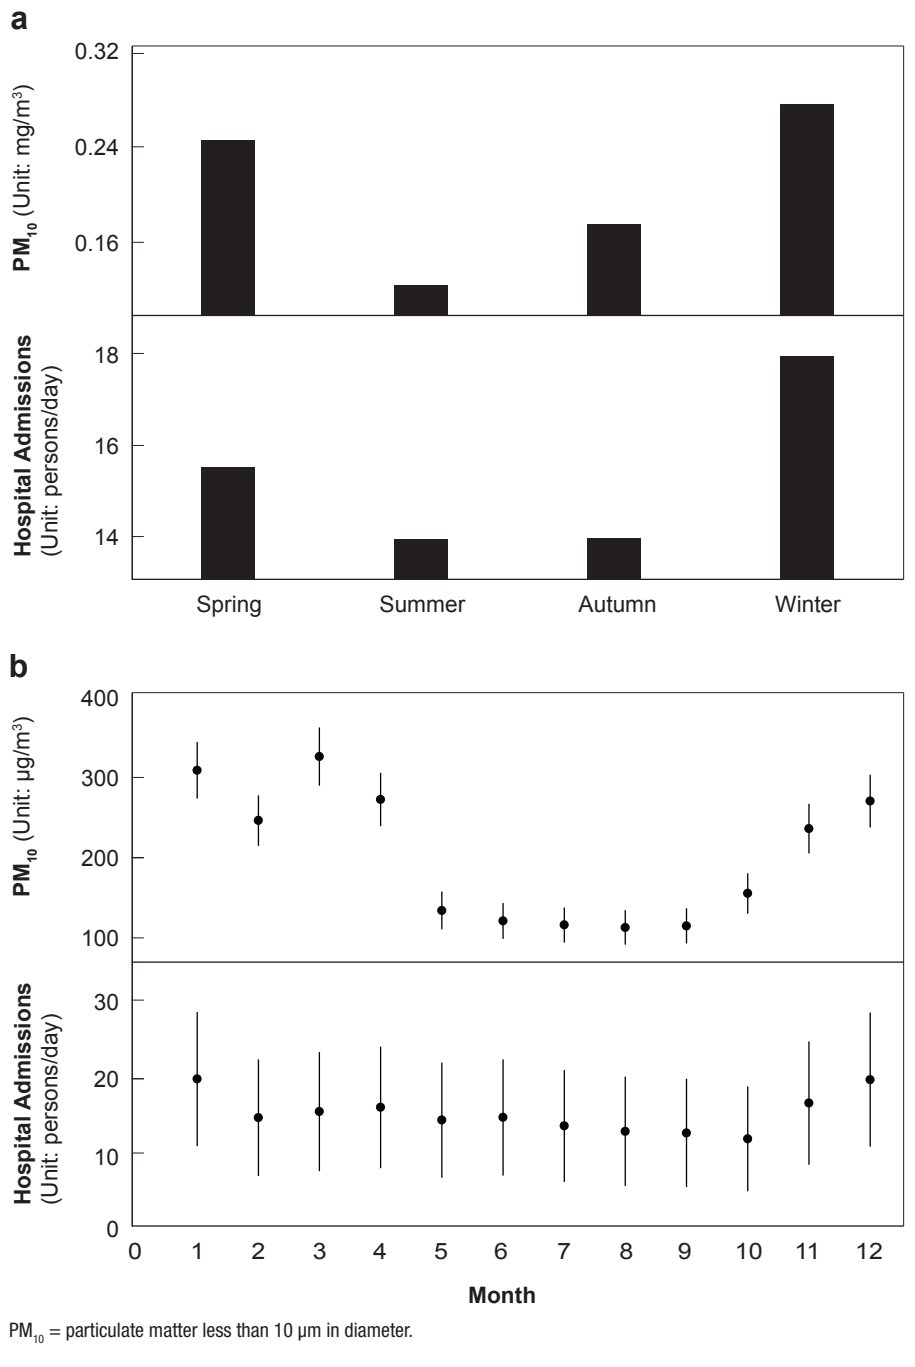 a
PM10 (Unit: mg/m3)
0.32
0.24
0.16
Hospital Admissions
(Unit: persons/day)
18
16
14
Spring Summer Autumn Winter
b
PM10 (Unit: µg/m3)
400
300
200
100
Hospital Admissions
(Unit: persons/day)
30
20
10
0
0 1 2 3 4 5 6 7 8 9 10 11 12
Month
PM10 = particulate matter less than 10 µm in diameter.